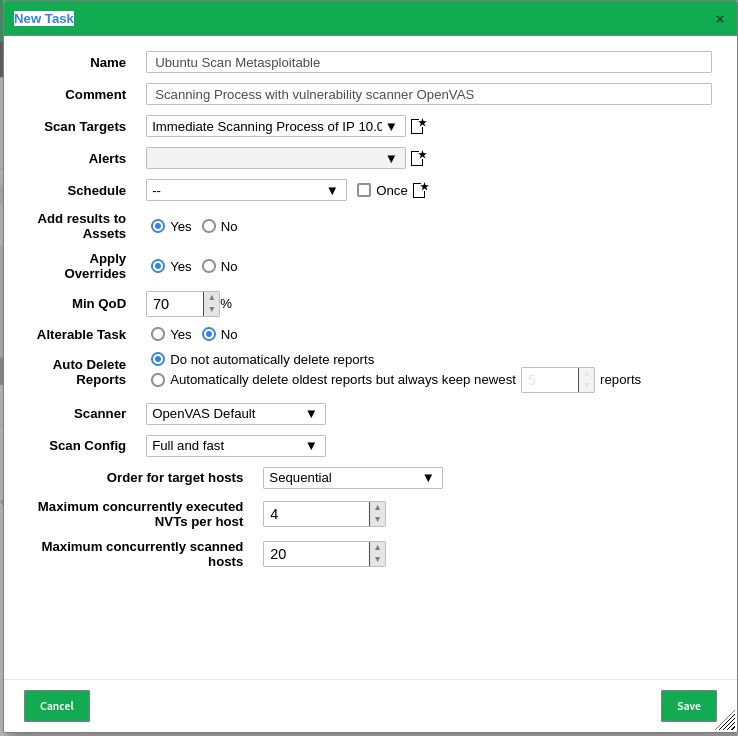 New Task ×
Name Ubuntu Scan Metasploitable
Comment Scanning Process with vulnerability scanner OpenVAS
Scan Targets Immediate Scanning Process of IP 10.0 ▼
Alerts ▼
Schedule -- ▼ Once
Add results to
Assets Yes No
Apply
Overrides Yes No
Min QoD 70 %
Alterable Task Yes No
Auto Delete
Reports
Do not automatically delete reports
Automatically delete oldest reports but always keep newest 5 reports
Scanner OpenVAS Default ▼
Scan Config Full and fast ▼
Order for target hosts Sequential ▼
Maximum concurrently executed
NVTs per host 4
Maximum concurrently scanned
hosts 20
Cancel Save